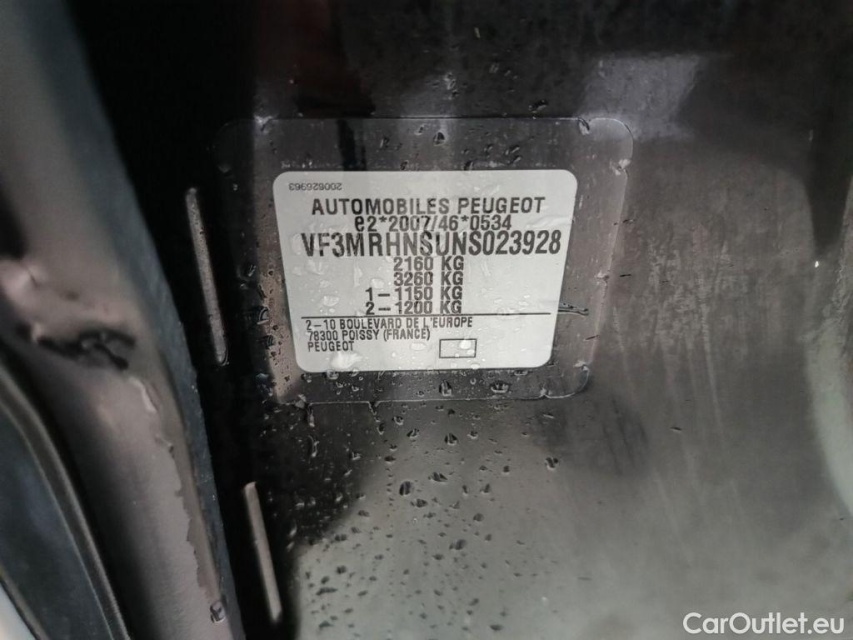 200626363
AUTOMOBILES PEUGEOT
e2*2007/46*0534
VF3MRHNSUNS023928
2160 KG
3260 KG
1-1150 KG
2-1200 KG
2-10 BOULEVARD DE L'EUROPE
78300 POISSY (FRANCE)
PEUGEOT
CarOutlet.eu